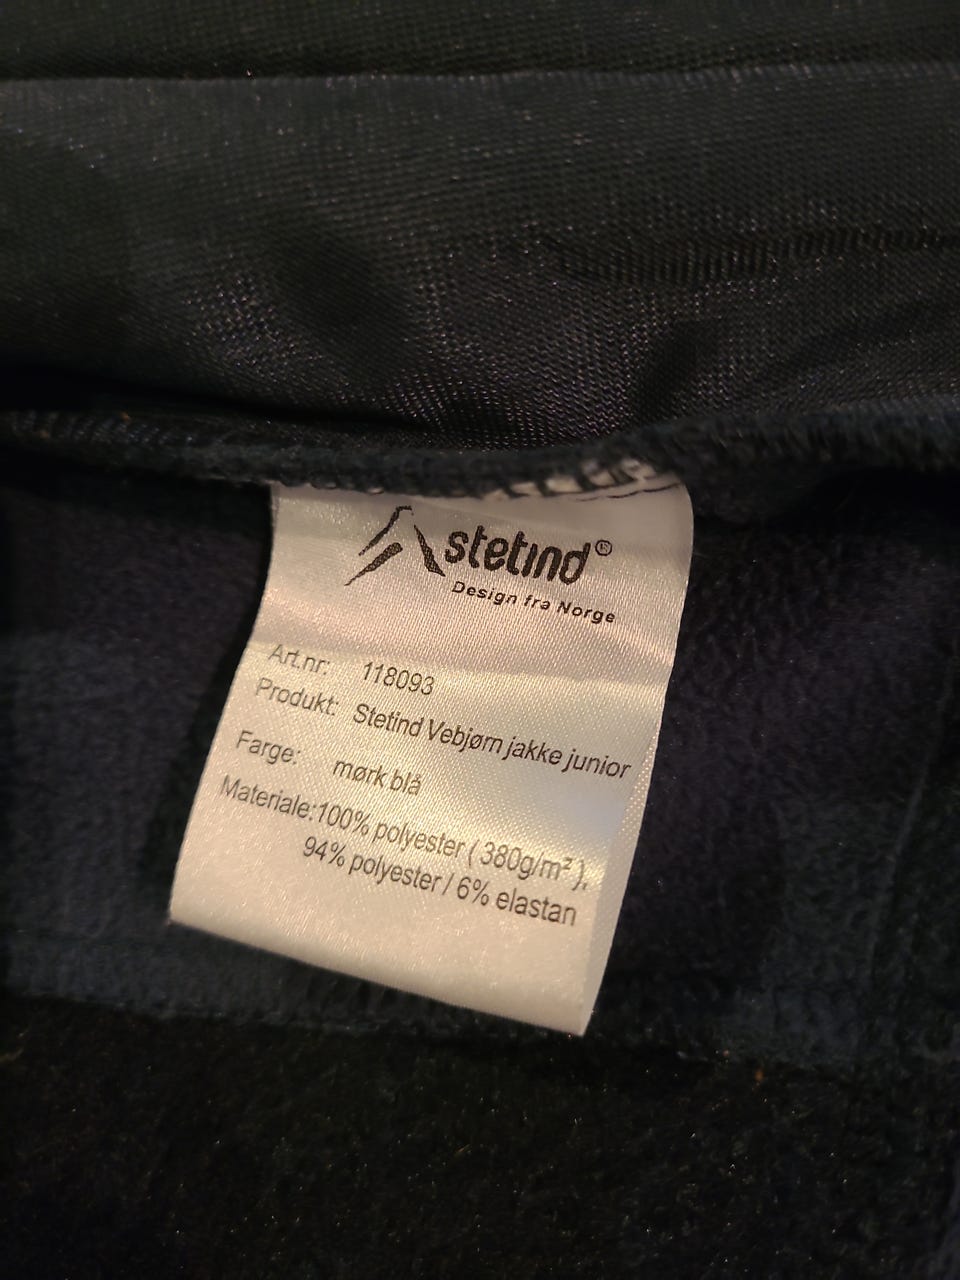 stetind®
Design fra Norge
Art.nr: 118093
Produkt: Stetind Vebjørn jakke junior
Farge: mørk blå
Materiale:100% polyester ( 380g/m² ),
94% polyester / 6% elastan